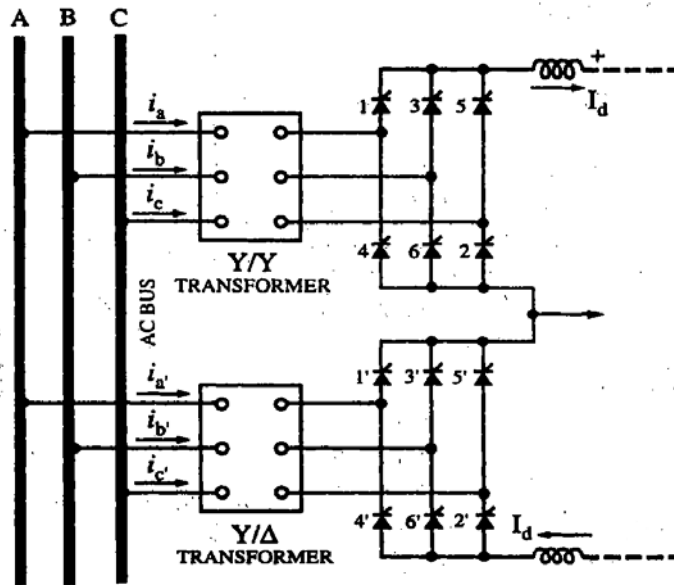 A B C
i_a
i_b
i_c
1 3 5
+
I_d
4 6 2
Y/Y
TRANSFORMER
AC BUS
i_a'
i_b'
i_c'
1' 3' 5'
4' 6' 2'
I_d
Y/Δ
TRANSFORMER